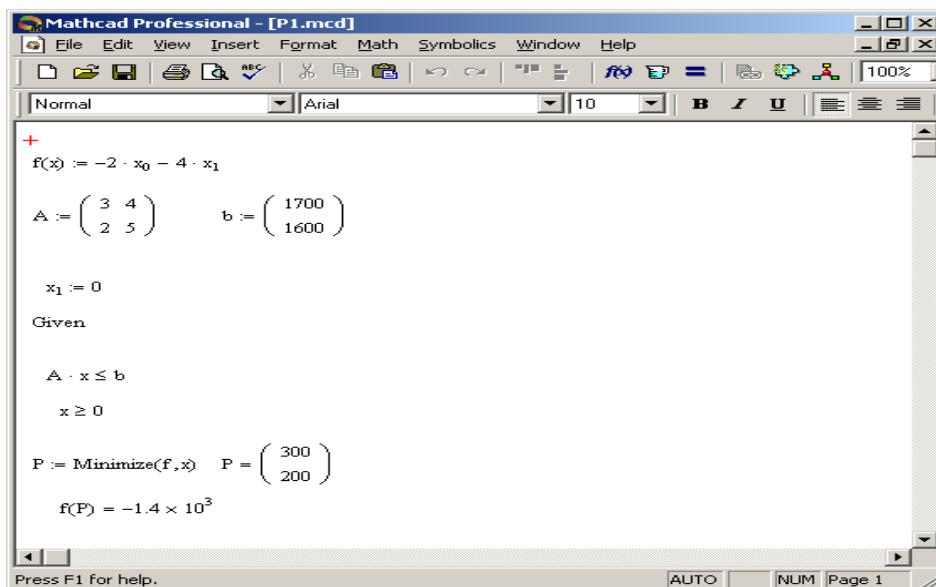 Mathcad Professional - [P1.mcd]
File Edit View Insert Format Math Symbolics Window Help
100%
Normal Arial 10 B I U
f(x) := -2 · x₀ - 4 · x₁
A := ( 3 4 ) b := ( 1700 )
( 2 5 ) ( 1600 )
x₁ := 0
Given
A · x ≤ b
x ≥ 0
P := Minimize(f,x) P = ( 300 )
( 200 )
f(P) = -1.4 × 10³
Press F1 for help. AUTO NUM Page 1